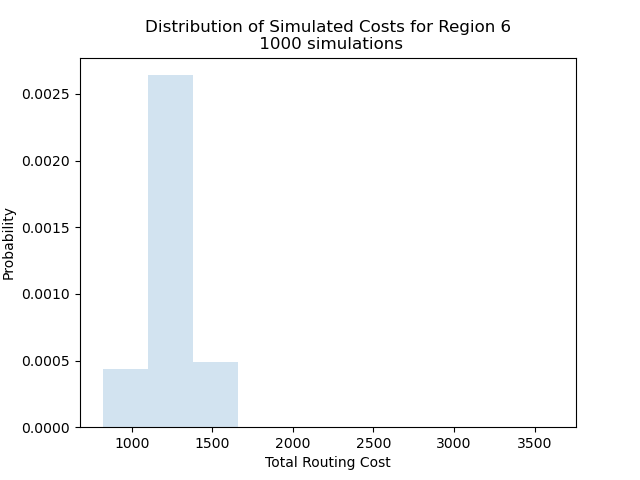 Distribution of Simulated Costs for Region 6
1000 simulations
Probability
0.0025
0.0020
0.0015
0.0010
0.0005
0.0000
1000 1500 2000 2500 3000 3500
Total Routing Cost